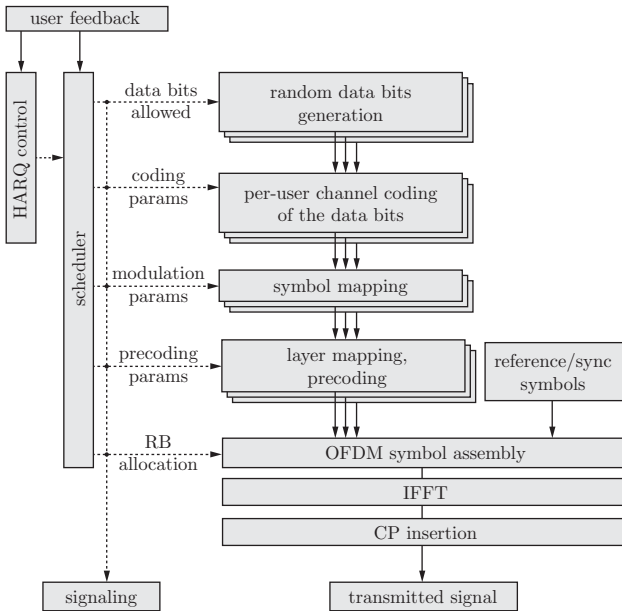 user feedback
HARQ control
scheduler
data bits
allowed
random data bits
generation
coding
params
per-user channel coding
of the data bits
modulation
params
symbol mapping
precoding
params
layer mapping,
precoding
reference/sync
symbols
RB
allocation
OFDM symbol assembly
IFFT
CP insertion
signaling
transmitted signal